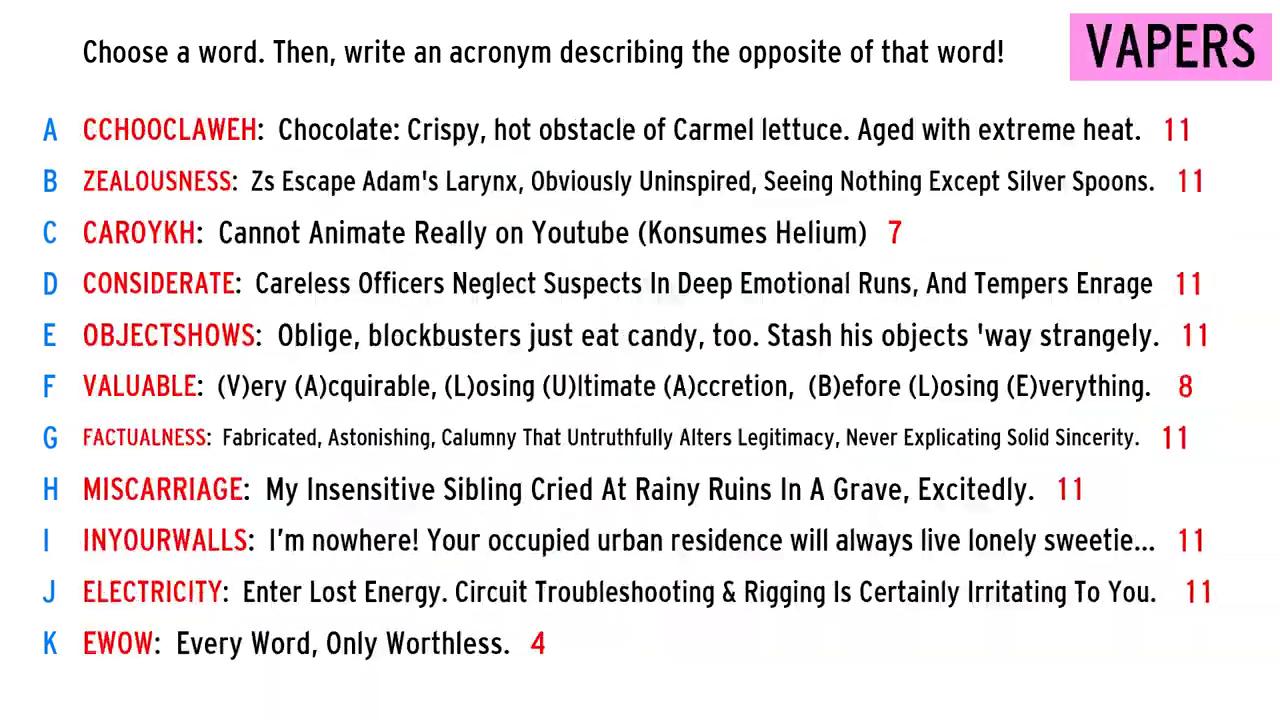 Choose a word. Then, write an acronym describing the opposite of that word!
VAPERS
A CCHOOCLAWEH: Chocolate: Crispy, hot obstacle of Carmel lettuce. Aged with extreme heat. 11
B ZEALOUSNESS: Zs Escape Adam's Larynx, Obviously Uninspired, Seeing Nothing Except Silver Spoons. 11
C CAROYKH: Cannot Animate Really on Youtube (Konsumes Helium) 7
D CONSIDERATE: Careless Officers Neglect Suspects In Deep Emotional Runs, And Tempers Enrage 11
E OBJECTSHOWS: Oblige, blockbusters just eat candy, too. Stash his objects 'way strangely. 11
F VALUABLE: (V)ery (A)cquirable, (L)osing (U)ltimate (A)ccretion, (B)efore (L)osing (E)verything. 8
G FACTUALNESS: Fabricated, Astonishing, Calumny That Untruthfully Alters Legitimacy, Never Explicating Solid Sincerity. 11
H MISCARRIAGE: My Insensitive Sibling Cried At Rainy Ruins In A Grave, Excitedly. 11
I INYOURWALLS: I'm nowhere! Your occupied urban residence will always live lonely sweetie... 11
J ELECTRICITY: Enter Lost Energy. Circuit Troubleshooting & Rigging Is Certainly Irritating To You. 11
K EWOW: Every Word, Only Worthless. 4